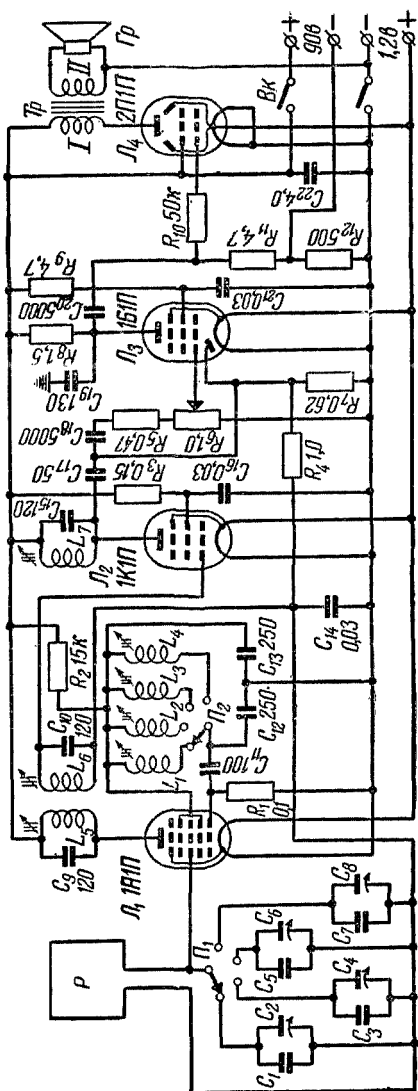 Р
П₁
C₁
C₂
C₃
C₄
C₅
C₆
C₇
C₈
C₉
120
L₅
L₆
C₁₀
120
Л₁ 1А1П
R₂ 15к
L₁
L₂
L₃
L₄
П₂
C₁₁ 100
R₁
0,1
C₁₂ 250
C₁₃ 250
C₁₄
0,03
Л₂
1К1П
C₁₅ 120
L₇
C₁₇ 50
C₁₈ 5000
R₃ 0,15
C₁₆ 0,03
R₅ 0,47
R₆ 1,0
R₄ 1,0
R₇ 0,62
C₁₉ 130
R₈ 1,5
R₉ 4,7
C₂₀ 5000
Л₃
1Б1П
C₂₁ 0,03
R₁₀ 50к
R₁₁ 4,7
R₁₂ 500
C₂₂ 4,0
Тр
I
II
Гр
Л₄
2П1П
Вк
+
90в
−
−
1,2в
+